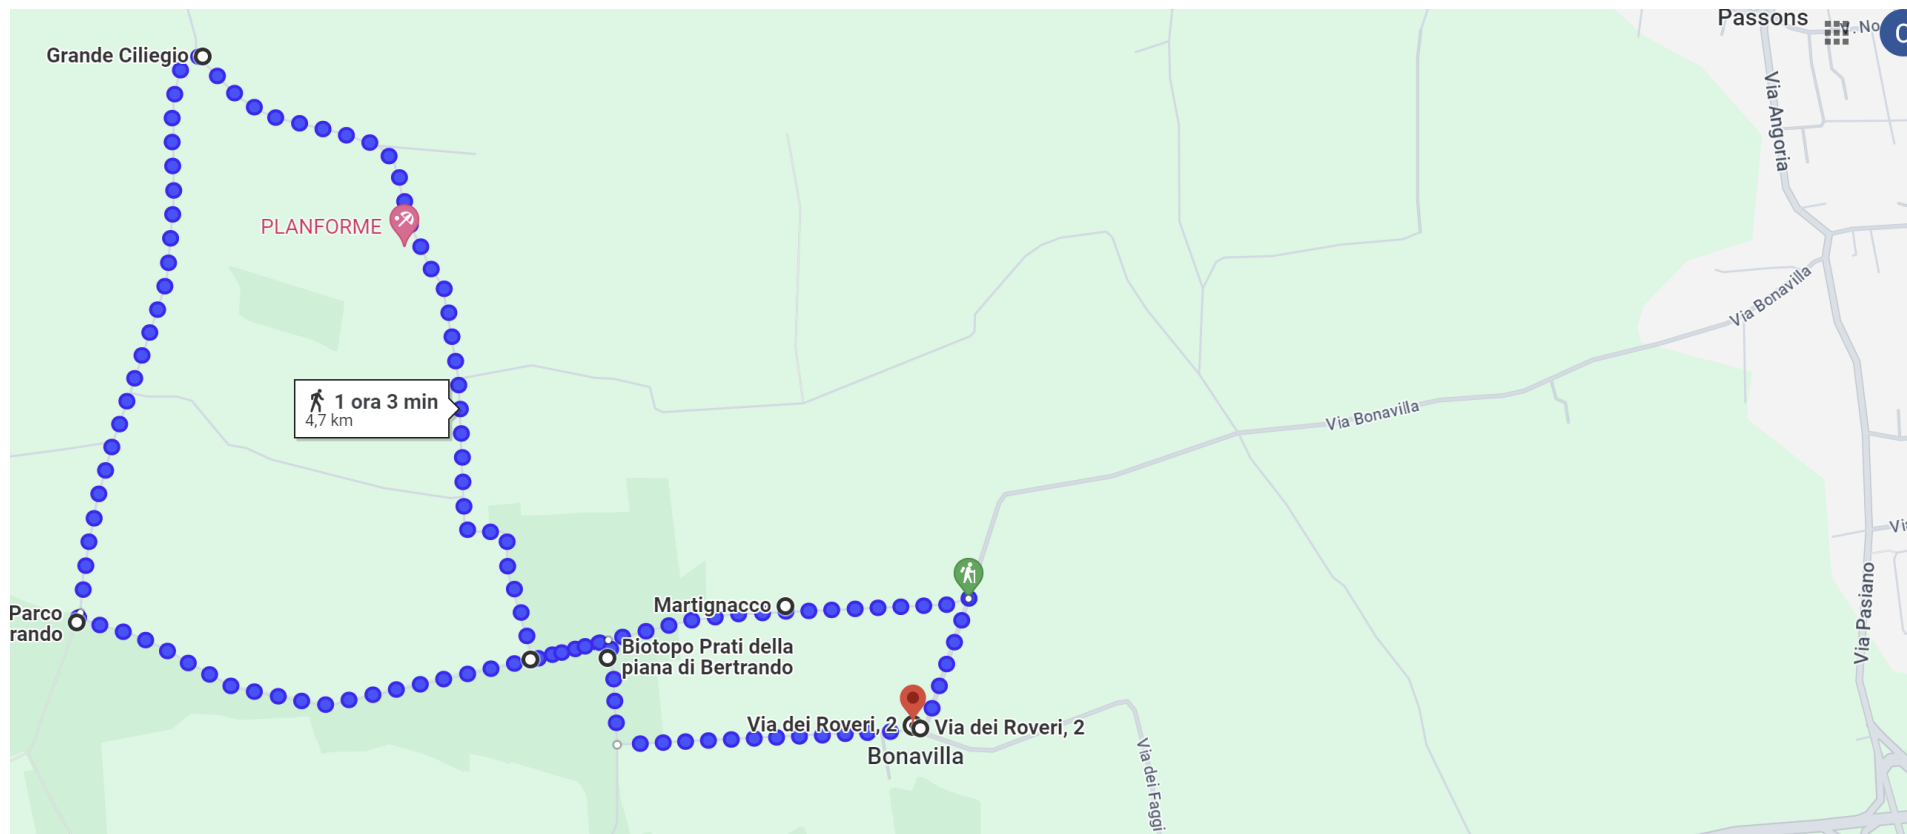 Passons
V. No
C
Grande Ciliegio
Via Angoria
PLANFORME
Via Bonavilla
1 ora 3 min
4,7 km
Via Bonavilla
Vi
Parco
rando
Martignacco
Biotopo Prati della
piana di Bertrando
Via Pasiano
Via dei Roveri, 2
Via dei Roveri, 2
Bonavilla
Via dei Faggi